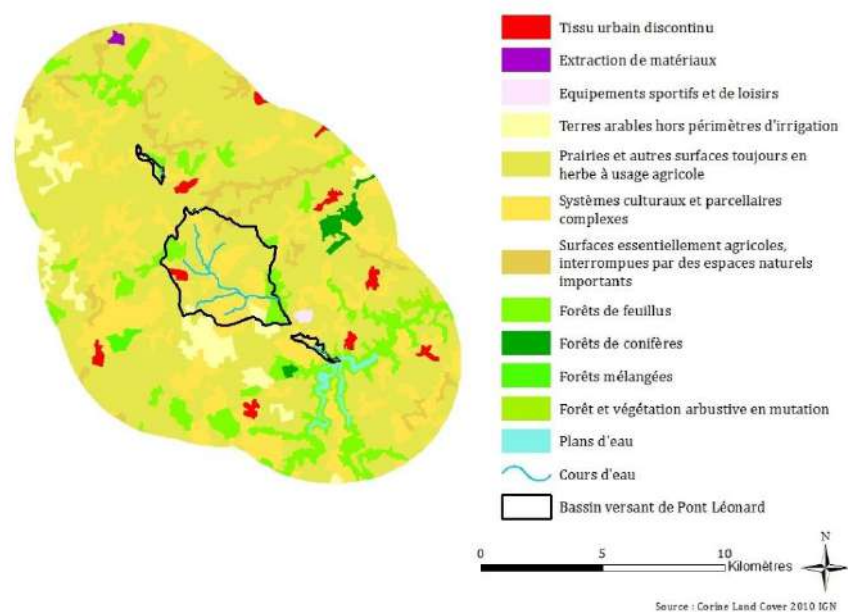 Tissu urbain discontinu
Extraction de matériaux
Equipements sportifs et de loisirs
Terres arables hors périmètres d'irrigation
Prairies et autres surfaces toujours en
herbe à usage agricole
Systèmes culturaux et parcellaires
complexes
Surfaces essentiellement agricoles,
interrompues par des espaces naturels
importants
Forêts de feuillus
Forêts de conifères
Forêts mélangées
Forêt et végétation arbustive en mutation
Plans d'eau
Cours d'eau
Bassin versant de Pont Léonard
N
0 5 10
Kilomètres
Source : Corine Land Cover 2010 IGN